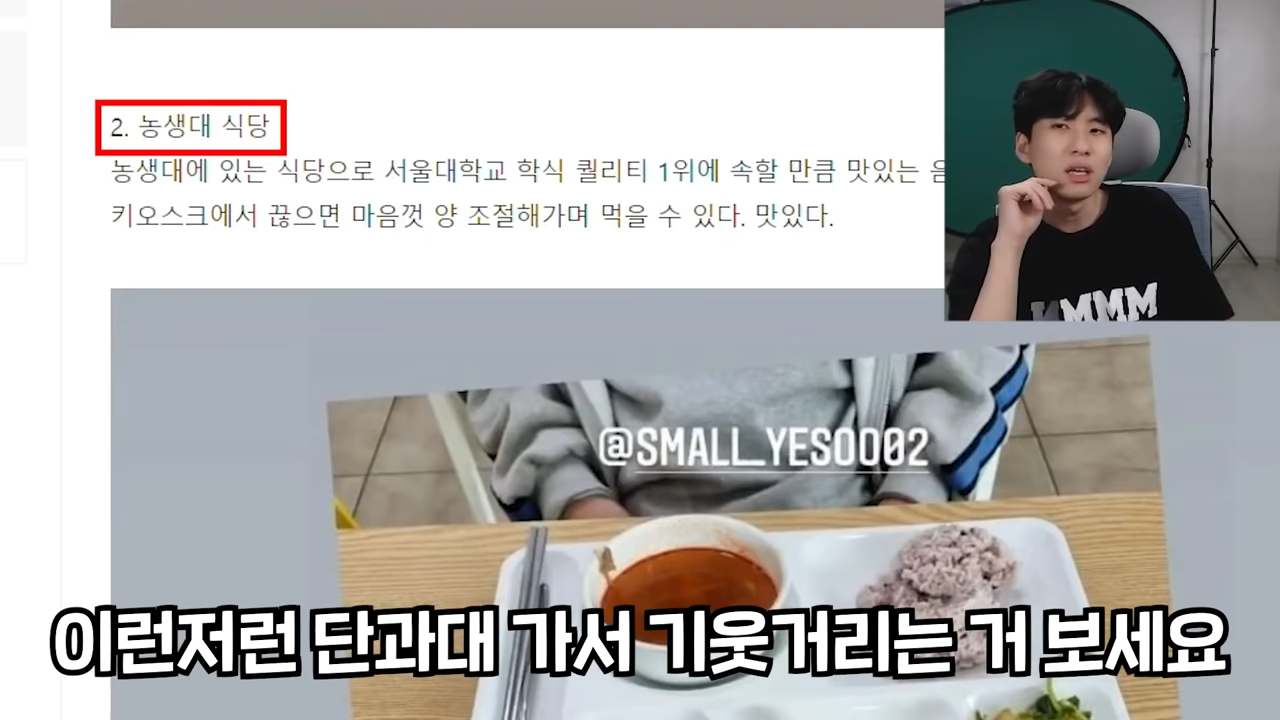 2. 농생대 식당
농생대에 있는 식당으로 서울대학교 학식 퀄리티 1위에 속할 만큼 맛있는 음
키오스크에서 끊으면 마음껏 양 조절해가며 먹을 수 있다. 맛있다.
@SMALL_YES0002
이런저런 단과대 가서 기웃거리는 거 보세요